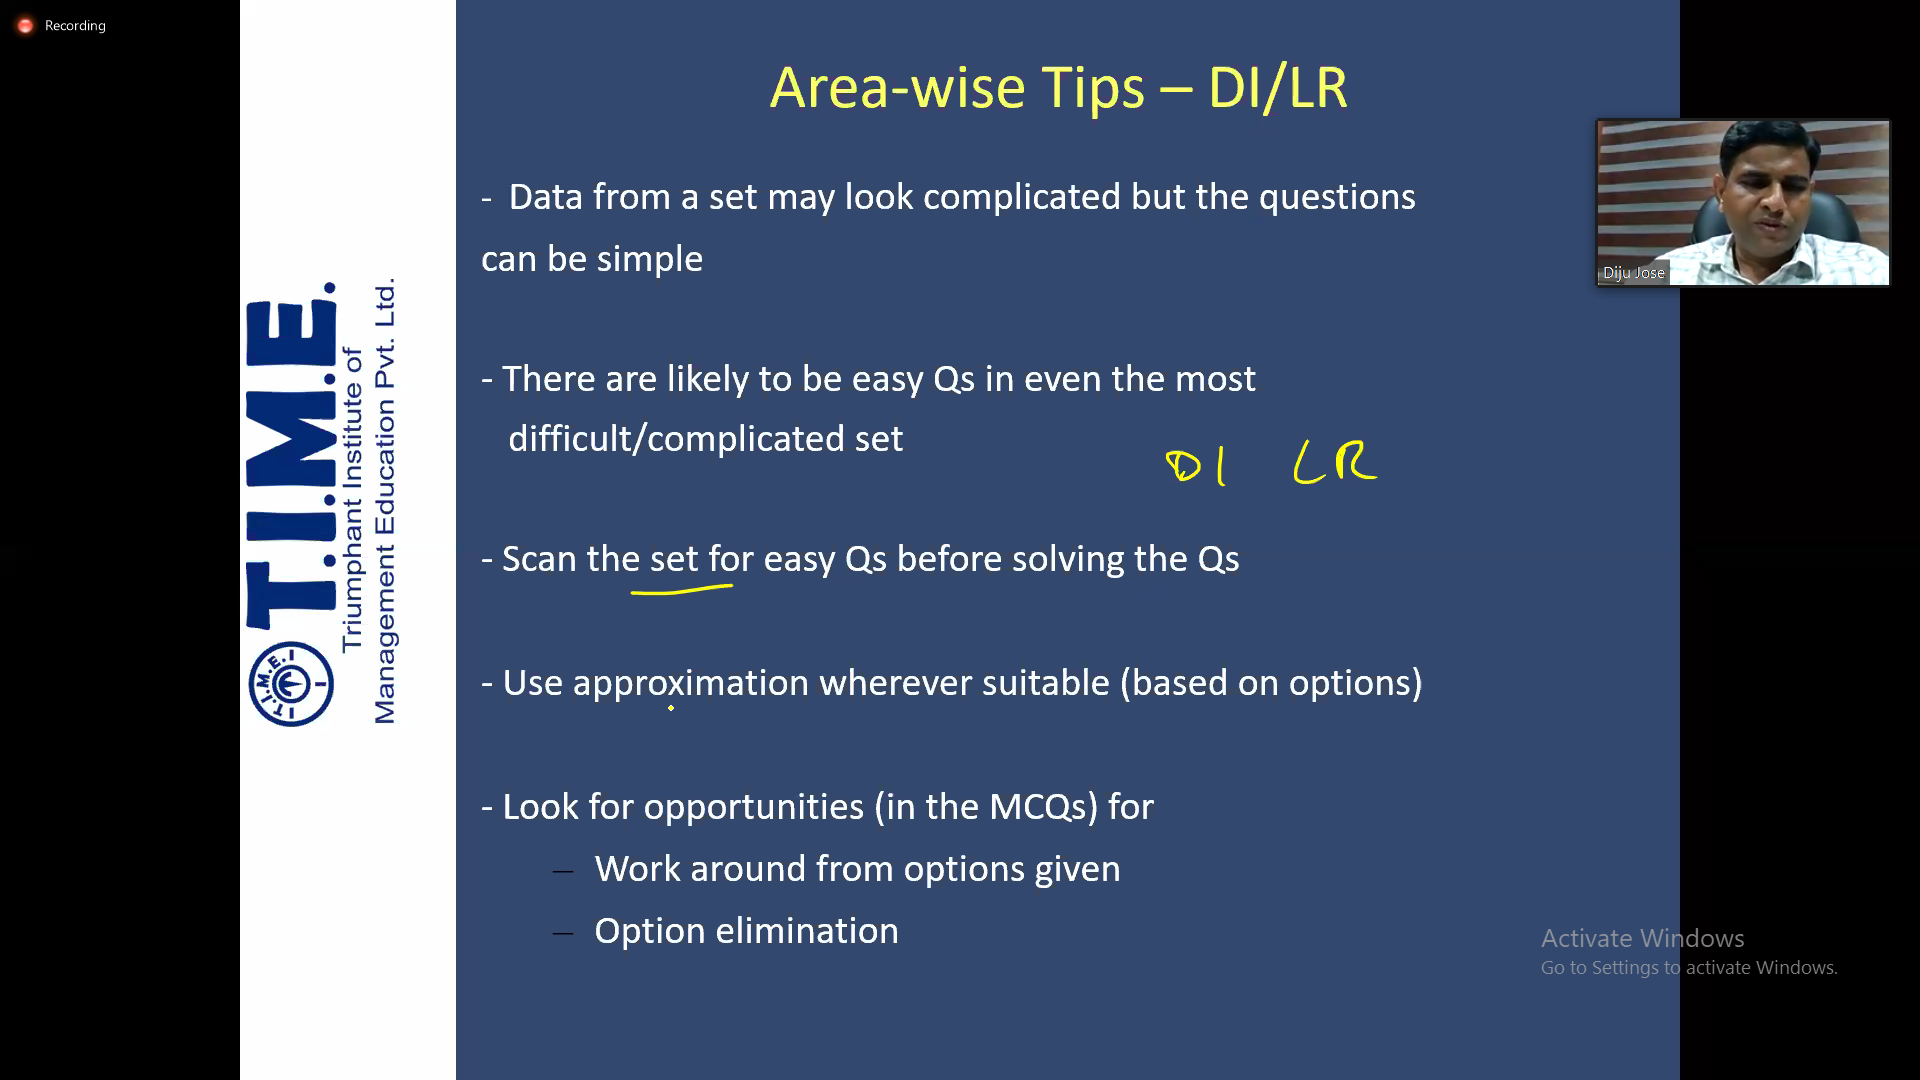 Recording
Area-wise Tips – DI/LR
- Data from a set may look complicated but the questions
can be simple
Diju Jose
- There are likely to be easy Qs in even the most
difficult/complicated set
DI LR
- Scan the set for easy Qs before solving the Qs
- Use approximation wherever suitable (based on options)
- Look for opportunities (in the MCQs) for
– Work around from options given
– Option elimination
T.I.M.E.
Triumphant Institute of
Management Education Pvt. Ltd.
T.I.M.E.
Activate Windows
Go to Settings to activate Windows.